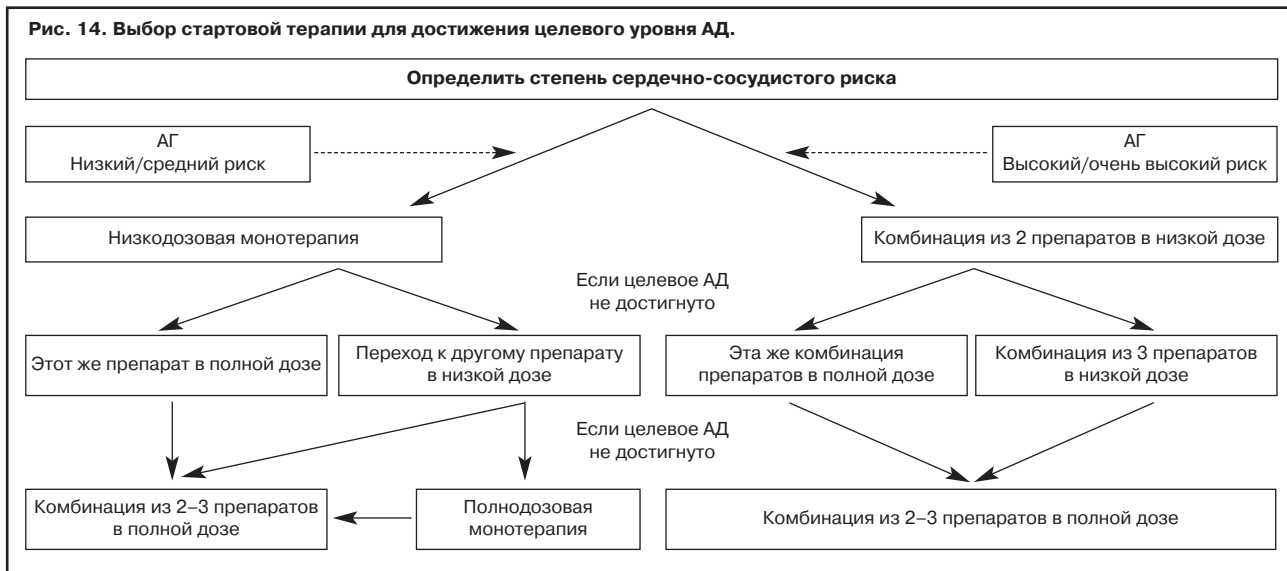 Рис. 14. Выбор стартовой терапии для достижения целевого уровня АД.
Определить степень сердечно-сосудистого риска
АГ
Низкий/средний риск
АГ
Высокий/очень высокий риск
Низкодозовая монотерапия
Комбинация из 2 препаратов в низкой дозе
Если целевое АД
не достигнуто
Этот же препарат в полной дозе
Переход к другому препарату
в низкой дозе
Эта же комбинация
препаратов в полной дозе
Комбинация из 3 препаратов
в низкой дозе
Если целевое АД
не достигнуто
Комбинация из 2–3 препаратов
в полной дозе
Полнодозовая
монотерапия
Комбинация из 2–3 препаратов в полной дозе